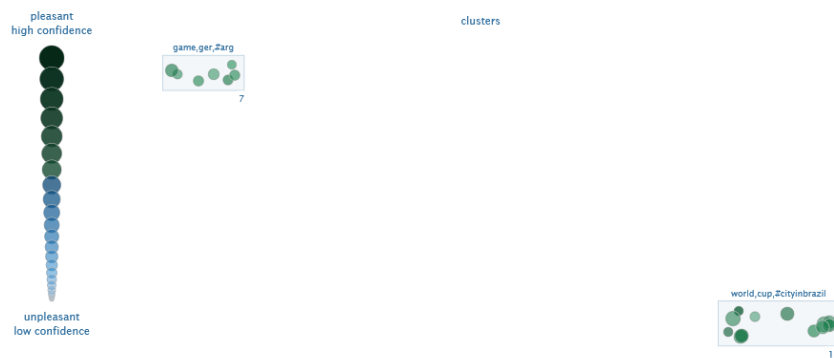 pleasant
high confidence
clusters
game,ger,#arg
7
world,cup,#cityinbrazil
unpleasant
low confidence